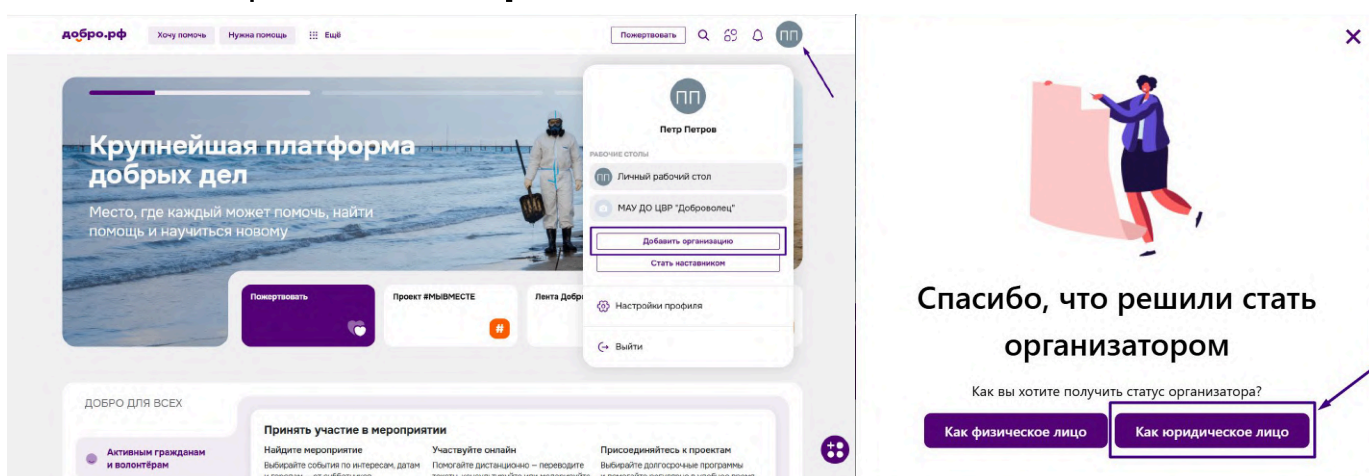 добро.рф
Хочу помочь
Нужна помощь
Ещё
Пожертвовать
ПП
ПП
Петр Петров
РАБОЧИЕ СТОЛЫ
ПП Личный рабочий стол
МАУ ДО ЦВР "Доброволец"
Добавить организацию
Стать наставником
Настройки профиля
Выйти
Крупнейшая платформа
добрых дел
Место, где каждый может помочь, найти
помощь и научиться новому
Пожертвовать
Проект #МЫВМЕСТЕ
#
Лента Добр
ДОБРО ДЛЯ ВСЕХ
Активным гражданам
и волонтёрам
Принять участие в мероприятии
Найдите мероприятие
Выбирайте события по интересам, датам
Участвуйте онлайн
Помогайте дистанционно — переводите
Присоединяйтесь к проектам
Выбирайте долгосрочные программы
Спасибо, что решили стать
организатором
Как вы хотите получить статус организатора?
Как физическое лицо
Как юридическое лицо